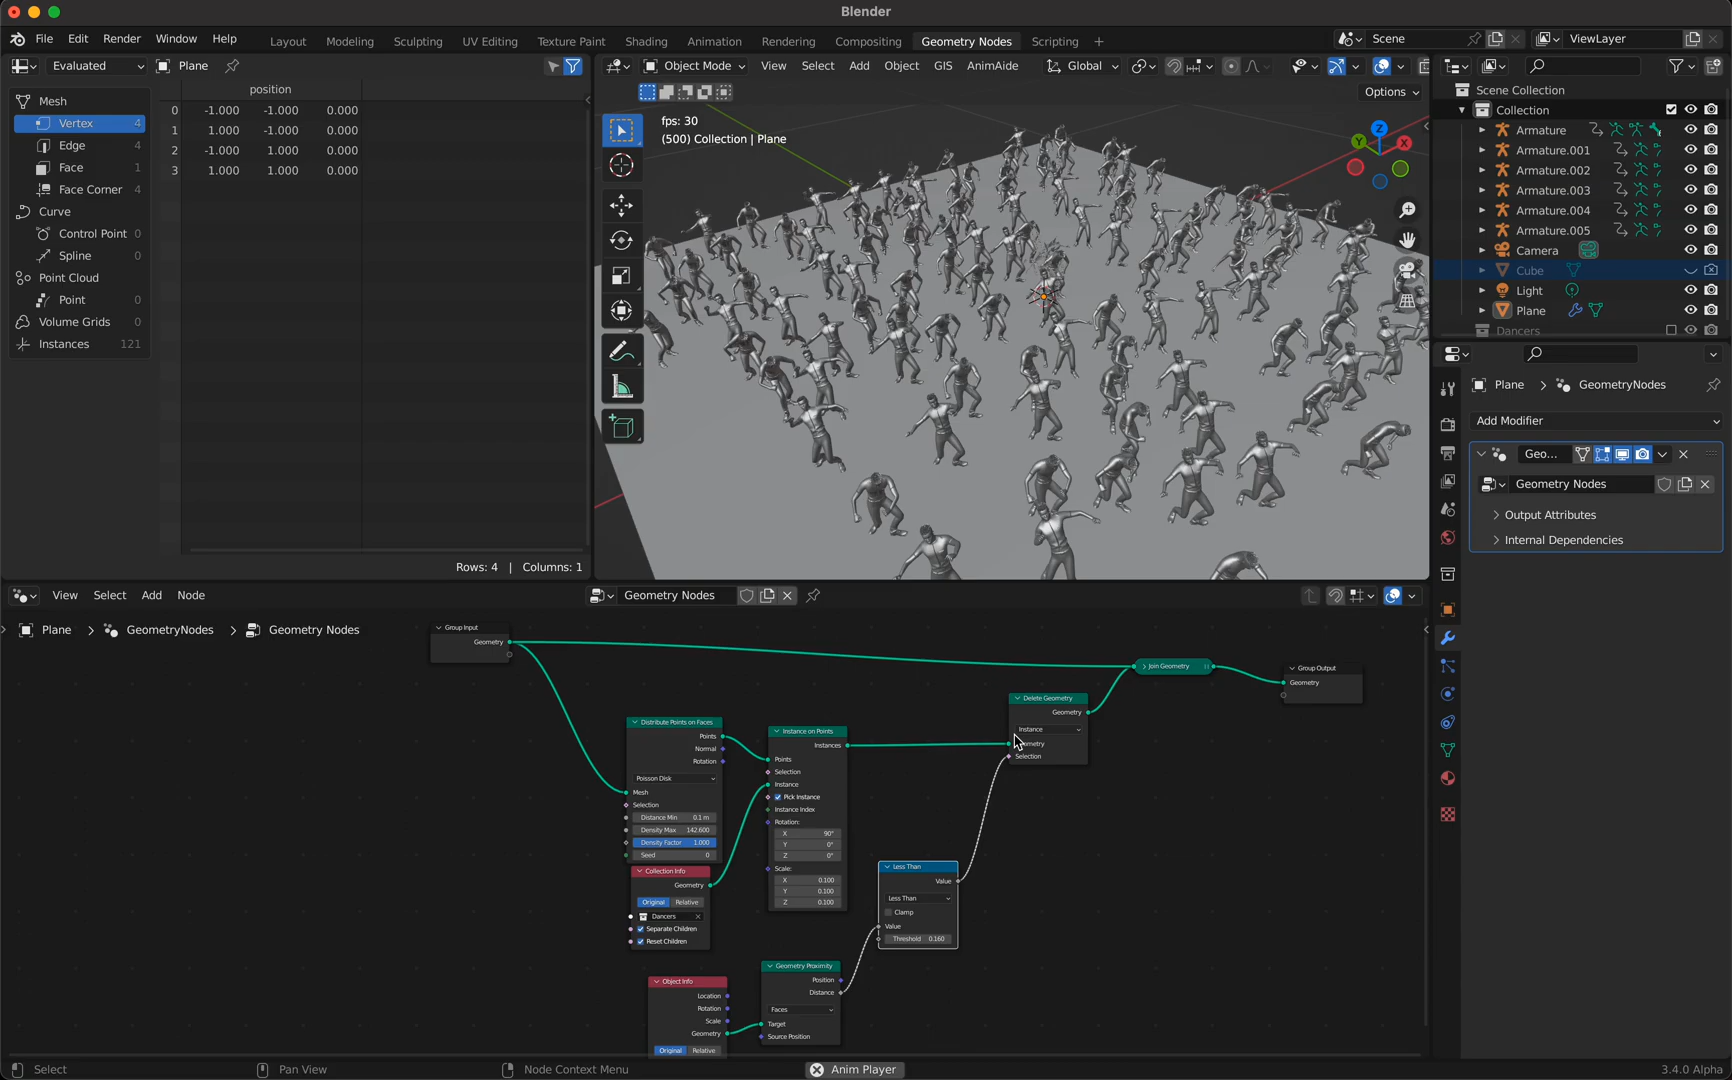 Blender
File Edit Render Window Help
Layout Modeling Sculpting UV Editing Texture Paint Shading Animation Rendering Compositing Geometry Nodes Scripting +
Scene
ViewLayer
Evaluated
Plane
Mesh
Vertex 4
Edge 4
Face 1
Face Corner 4
Curve
Control Point 0
Spline 0
Point Cloud
Point 0
Volume Grids 0
Instances 121
position
0 -1.000 -1.000 0.000
1 1.000 -1.000 0.000
2 -1.000 1.000 0.000
3 1.000 1.000 0.000
Rows: 4 | Columns: 1
Object Mode View Select Add Object GIS AnimAide Global
Options
fps: 30
(500) Collection | Plane
Z
Y
X
Scene Collection
Collection
Armature
Armature.001
Armature.002
Armature.003
Armature.004
Armature.005
Camera
Cube
Light
Plane
Dancers
Plane > GeometryNodes
Add Modifier
Geo...
Geometry Nodes
Output Attributes
Internal Dependencies
View Select Add Node
Geometry Nodes
Plane > GeometryNodes > Geometry Nodes
Group Input
Geometry
Distribute Points on Faces
Points
Normal
Rotation
Poisson Disk
Mesh
Selection
Distance Min 0.1 m
Density Max 142.600
Density Factor 1.000
Seed 0
Collection Info
Geometry
Original Relative
Dancers
Separate Children
Reset Children
Instance on Points
Instances
Points
Selection
Instance
Pick Instance
Instance Index
Rotation:
X 90°
Y 0°
Z 0°
Scale:
X 0.100
Y 0.100
Z 0.100
Object Info
Location
Rotation
Scale
Geometry
Original Relative
Geometry Proximity
Position
Distance
Faces
Target
Source Position
Less Than
Value
Less Than
Clamp
Value
Threshold 0.160
Delete Geometry
Geometry
Instance
Selection
Join Geometry
Group Output
Geometry
Select
Pan View
Node Context Menu
Anim Player
3.4.0 Alpha